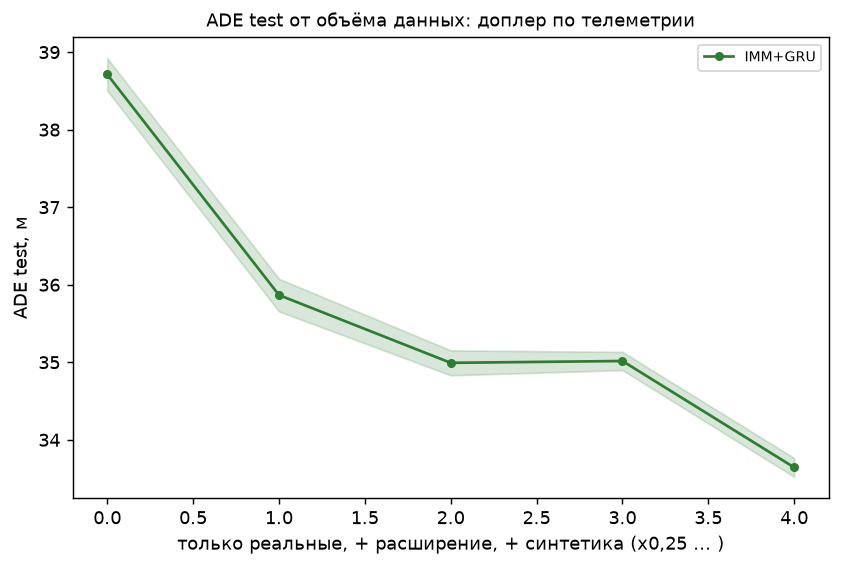 ADE test от объёма данных: доплер по телеметрии
IMM+GRU
ADE test, м
39
38
37
36
35
34
0.0 0.5 1.0 1.5 2.0 2.5 3.0 3.5 4.0
только реальные, + расширение, + синтетика (x0,25 ... )